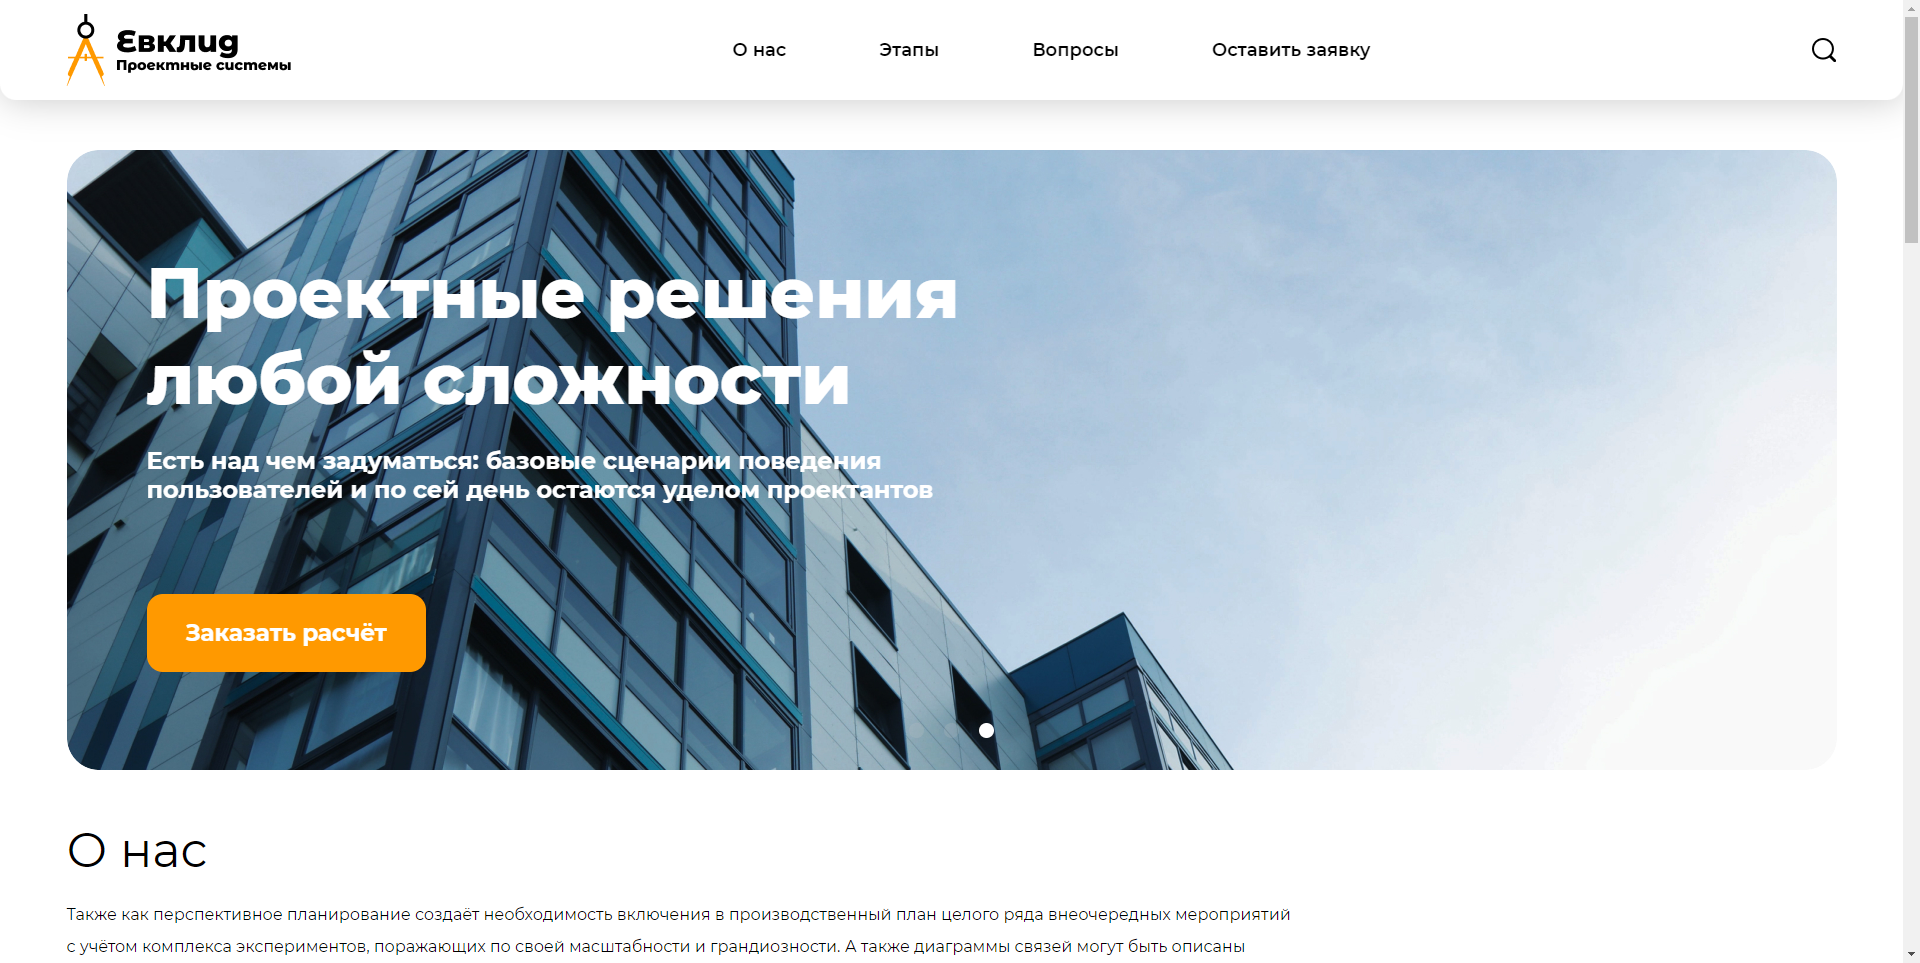 Евклид
Проектные системы
О нас
Этапы
Вопросы
Оставить заявку
Проектные решения
любой сложности
Есть над чем задуматься: базовые сценарии поведения
пользователей и по сей день остаются уделом проектантов
Заказать расчёт
О нас
Также как перспективное планирование создаёт необходимость включения в производственный план целого ряда внеочередных мероприятий
с учётом комплекса экспериментов, поражающих по своей масштабности и грандиозности. А также диаграммы связей могут быть описаны